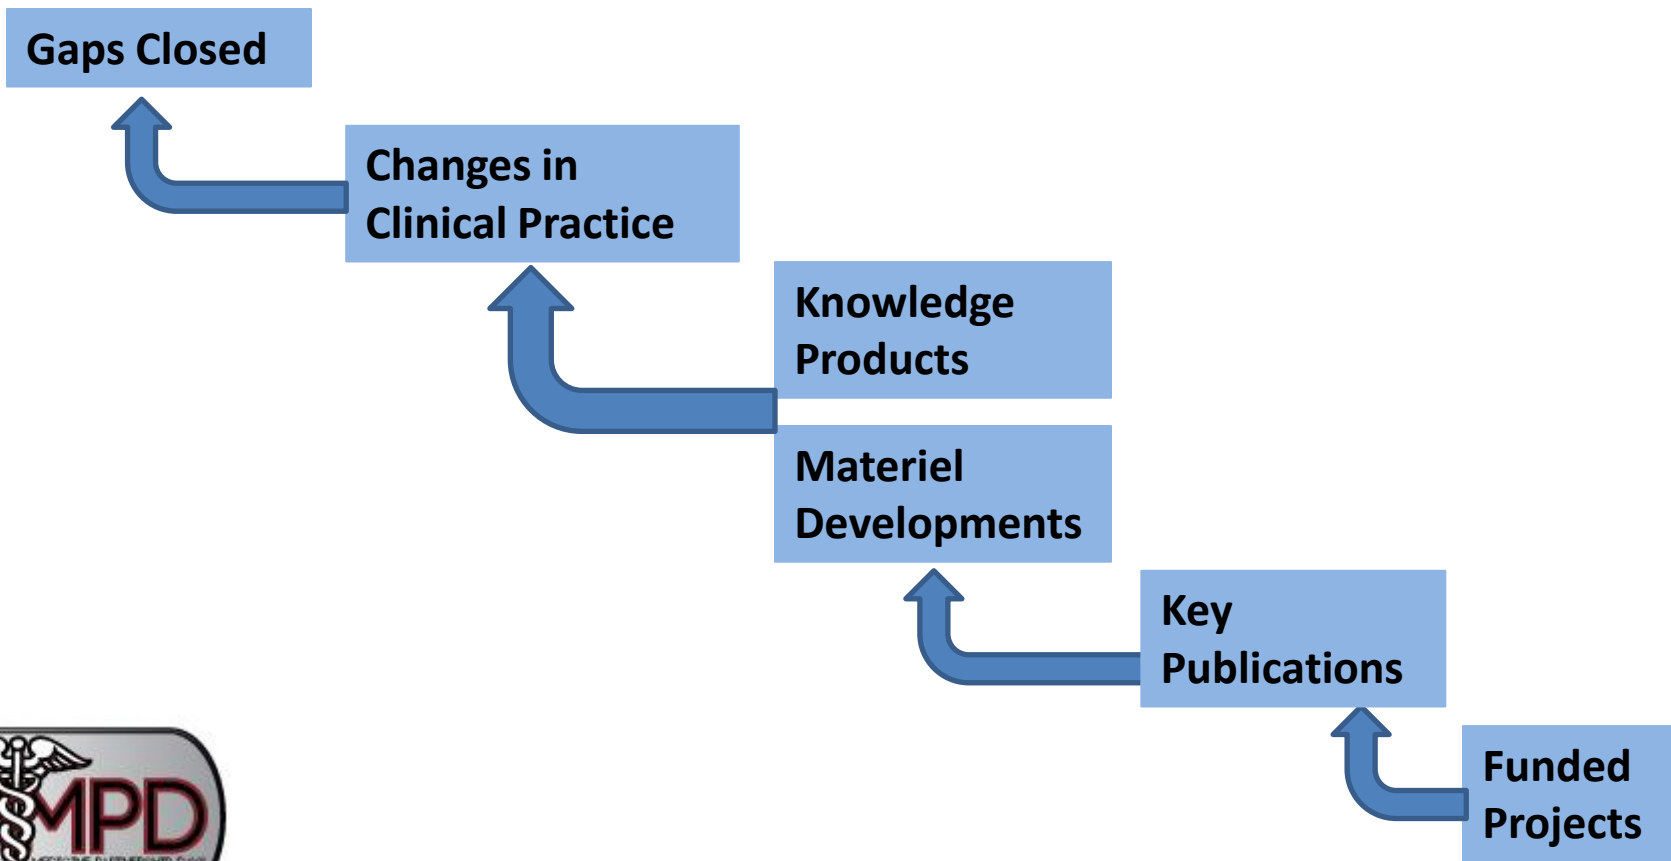 Gaps Closed
Changes in
Clinical Practice
Knowledge
Products
Materiel
Developments
Key
Publications
Funded
Projects
MPD